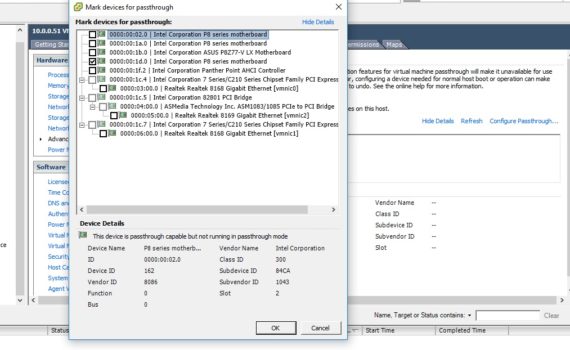 Mark devices for passthrough
Mark devices for passthrough:
Hide Details
0000:00:02.0 | Intel Corporation P8 series motherboard
0000:00:1a.0 | Intel Corporation P8 series motherboard
0000:00:1b.0 | Intel Corporation ASUS P8Z77-V LX Motherboard
0000:00:1d.0 | Intel Corporation P8 series motherboard
0000:00:1f.2 | Intel Corporation Panther Point AHCI Controller
0000:00:1c.0 | Intel Corporation 7 Series/C210 Series Chipset Family PCI Express
0000:03:00.0 | Realtek Realtek 8168 Gigabit Ethernet [vmnic0]
0000:00:1c.5 | Intel Corporation 82801 PCI Bridge
0000:04:00.0 | ASMedia Technology Inc. ASM1083/1085 PCIe to PCI Bridge
0000:05:00.0 | Realtek Realtek 8169 Gigabit Ethernet [vmnic2]
0000:00:1c.7 | Intel Corporation 7 Series/C210 Series Chipset Family PCI Express
0000:06:00.0 | Realtek Realtek 8168 Gigabit Ethernet [vmnic1]
Device Details
This device is passthrough capable but not running in passthrough mode
Device Name P8 series motherb... Vendor Name Intel Corporation
ID 0000:00:02.0 Class ID 300
Device ID 162 Subdevice ID 84CA
Vendor ID 8086 Subvendor ID 1043
Function 0 Slot 2
Bus 0
OK Cancel
10.0.0.51
Getting Star
Hardware
Process
Memory
Storage
Networ
Storage
Networ
Advan
Power M
Software
License
Time Co
DNS an
Authen
Power M
Virtual M
Virtual M
Security
Host Ca
System
Agent V
ermissions Maps
ation features for virtual machine passthrough will make it unavailable for use
, configuring a device needed for normal host boot or operation can make
to undo. See the online help for more information.
s on this host.
Hide Details Refresh Configure Passthrough...
Vendor Name --
Class ID --
Subdevice ID --
Subvendor ID --
Slot --
Name, Target or Status contains: Clear
Status
Start Time Completed Time